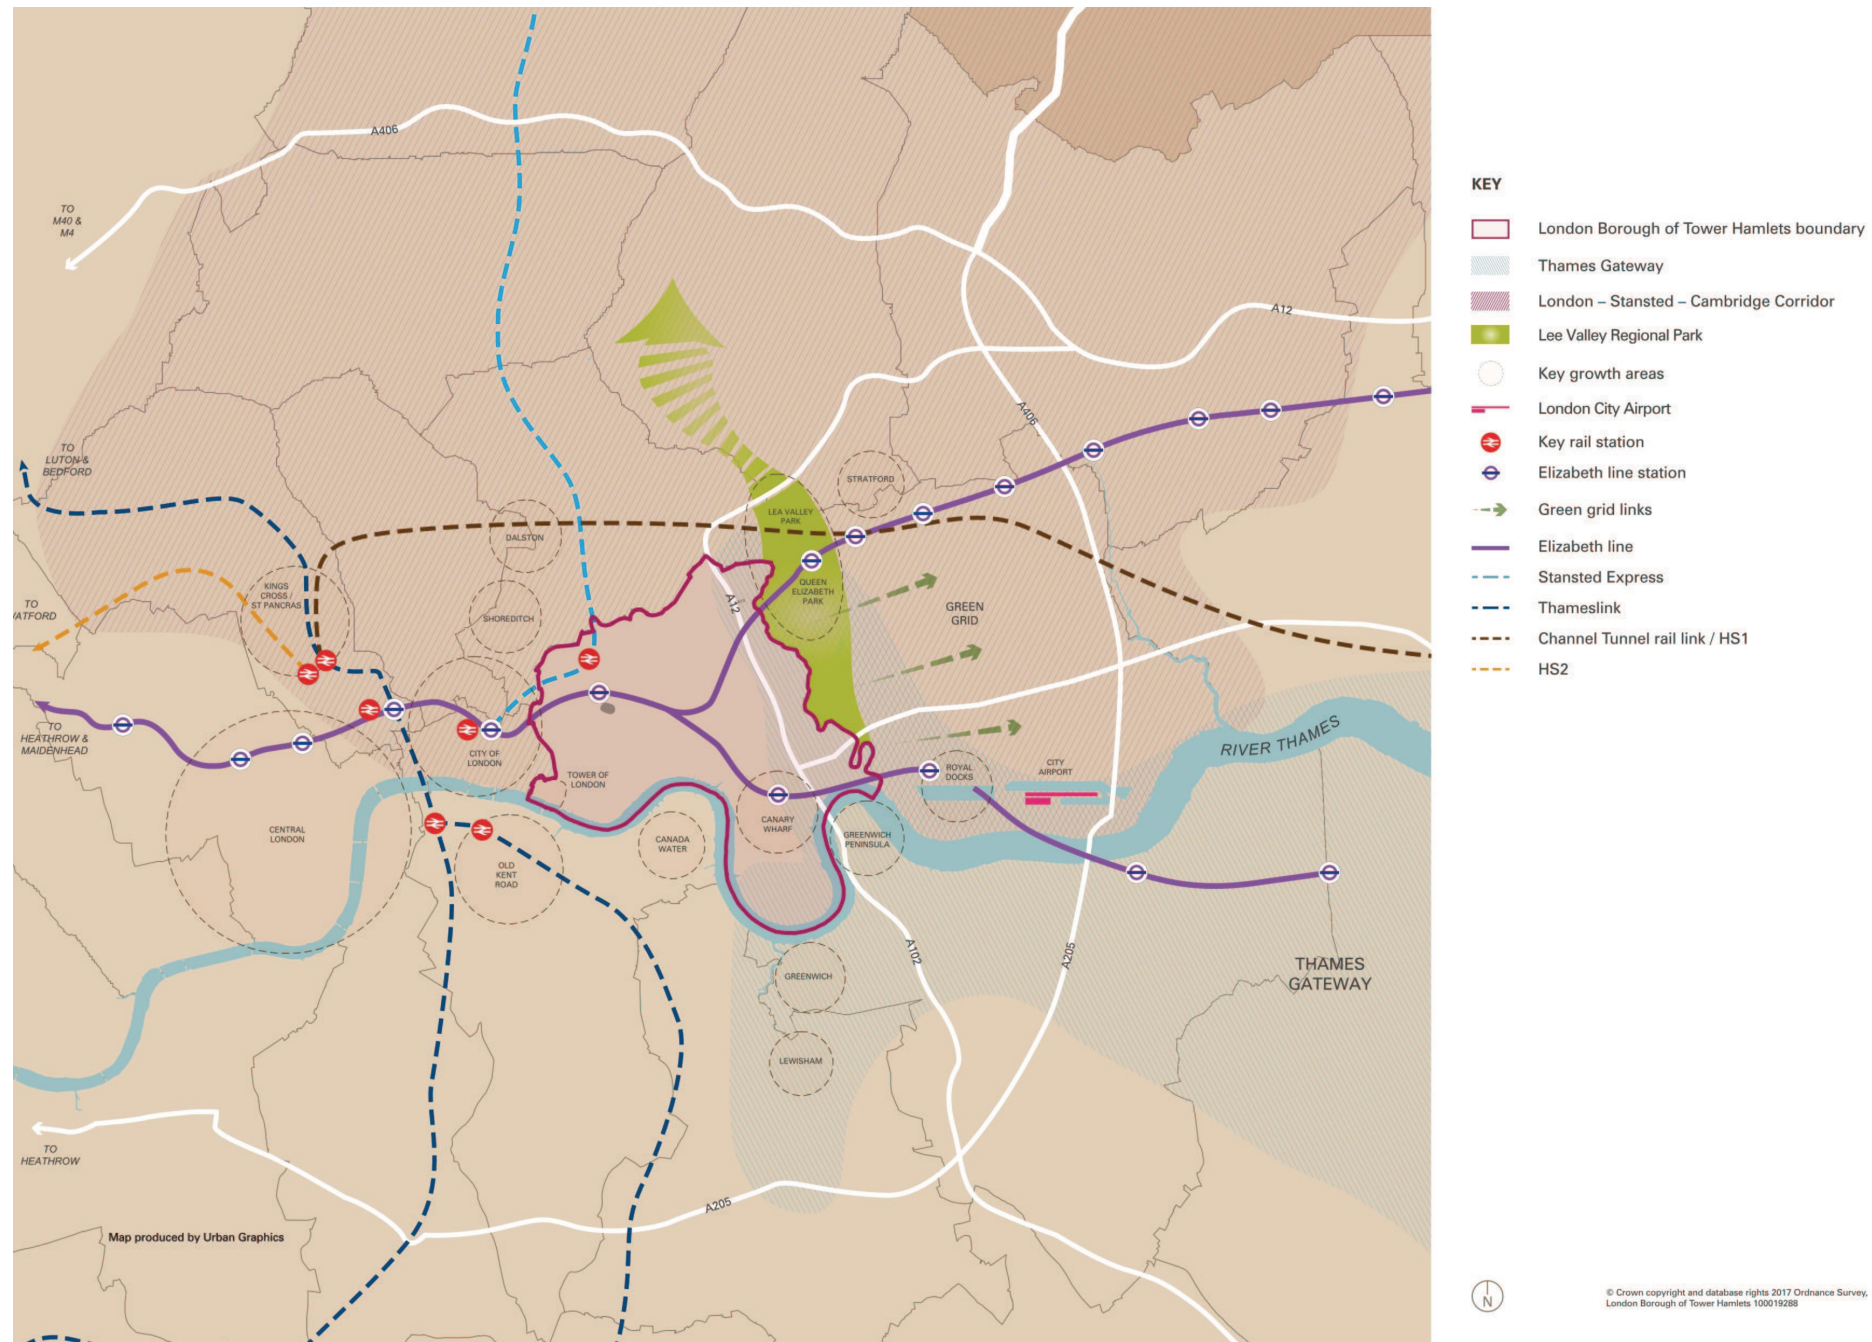 A406
TO
M40 &
M4
A12
A406
TO
LUTON &
BEDFORD
STRATFORD
LEA VALLEY
PARK
DALSTON
KINGS
CROSS /
ST PANCRAS
QUEEN
ELIZABETH
PARK
A12
TO
VATFORD
SHOREDITCH
GREEN
GRID
TO
HEATHROW &
MAIDENHEAD
CITY OF
LONDON
RIVER THAMES
TOWER OF
LONDON
ROYAL
DOCKS
CITY
AIRPORT
CENTRAL
LONDON
CANARY
WHARF
CANADA
WATER
GREENWICH
PENINSULA
OLD
KENT
ROAD
A102
A205
GREENWICH
THAMES
GATEWAY
LEWISHAM
TO
HEATHROW
A205
Map produced by Urban Graphics
KEY
London Borough of Tower Hamlets boundary
Thames Gateway
London – Stansted – Cambridge Corridor
Lee Valley Regional Park
Key growth areas
London City Airport
Key rail station
Elizabeth line station
Green grid links
Elizabeth line
Stansted Express
Thameslink
Channel Tunnel rail link / HS1
HS2
N
© Crown copyright and database rights 2017 Ordnance Survey,
London Borough of Tower Hamlets 100019288